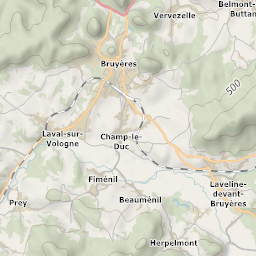 Vervezelle
Belmont-
Buttan
Bruyères
500
Laval-sur-
Vologne
Champ-le-
Duc
Fiménil
Laveline-
devant-
Bruyères
Prey
Beauménil
Herpelmont